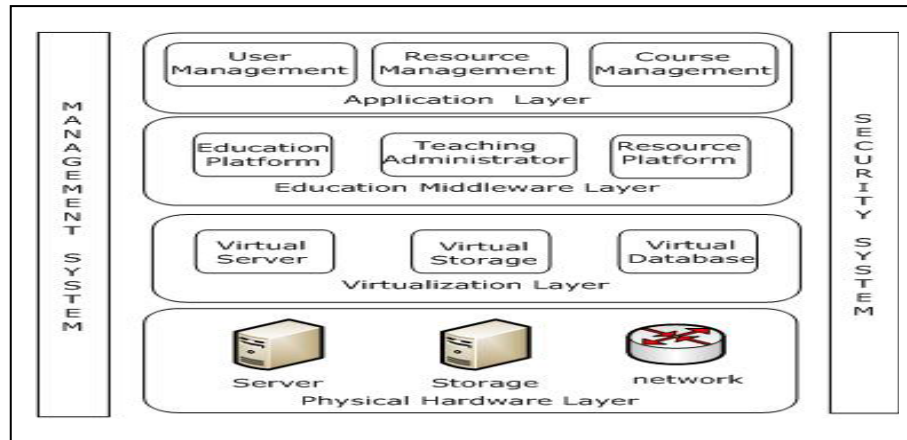 MANAGEMENT SYSTEM
User
Management
Resource
Management
Course
Management
Application Layer
Education
Platform
Teaching
Administrator
Resource
Platform
Education Middleware Layer
Virtual
Server
Virtual
Storage
Virtual
Database
Virtualization Layer
Server
Storage
network
Physical Hardware Layer
SECURITY SYSTEM